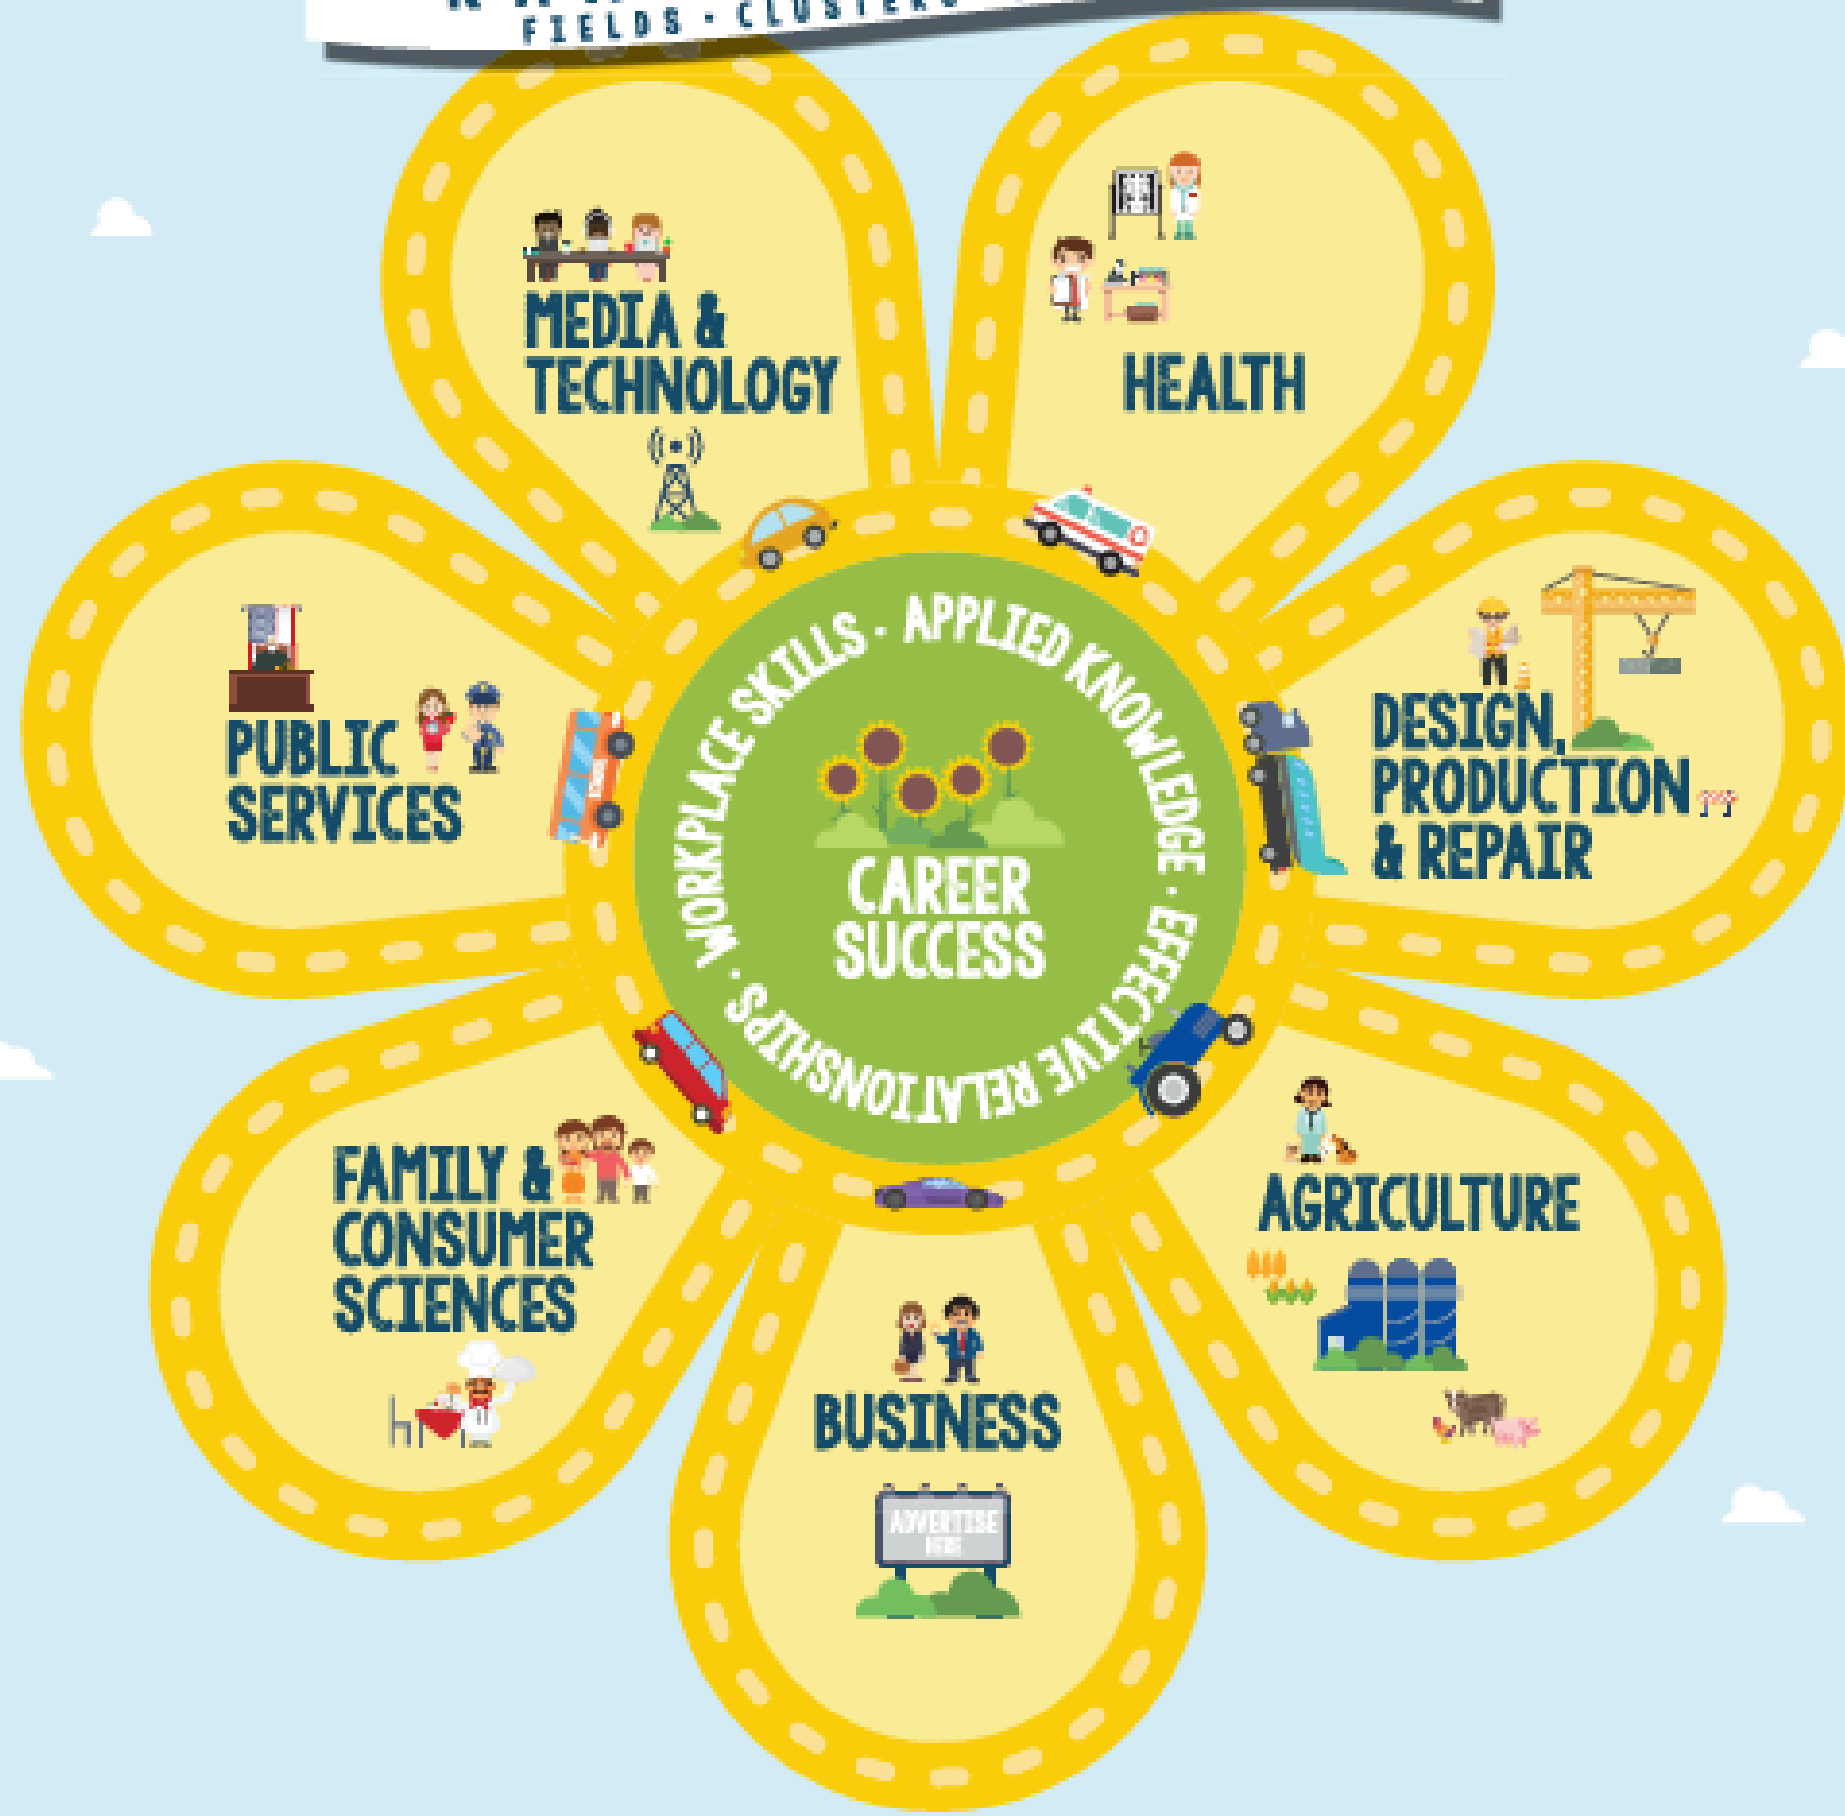 FIELDS · CLUSTERS
MEDIA &
TECHNOLOGY
HEALTH
PUBLIC
SERVICES
DESIGN,
PRODUCTION
& REPAIR
WORKPLACE SKILLS · APPLIED KNOWLEDGE · EFFECTIVE RELATIONSHIPS ·
CAREER
SUCCESS
FAMILY &
CONSUMER
SCIENCES
AGRICULTURE
BUSINESS
ADVERTISE
HERE